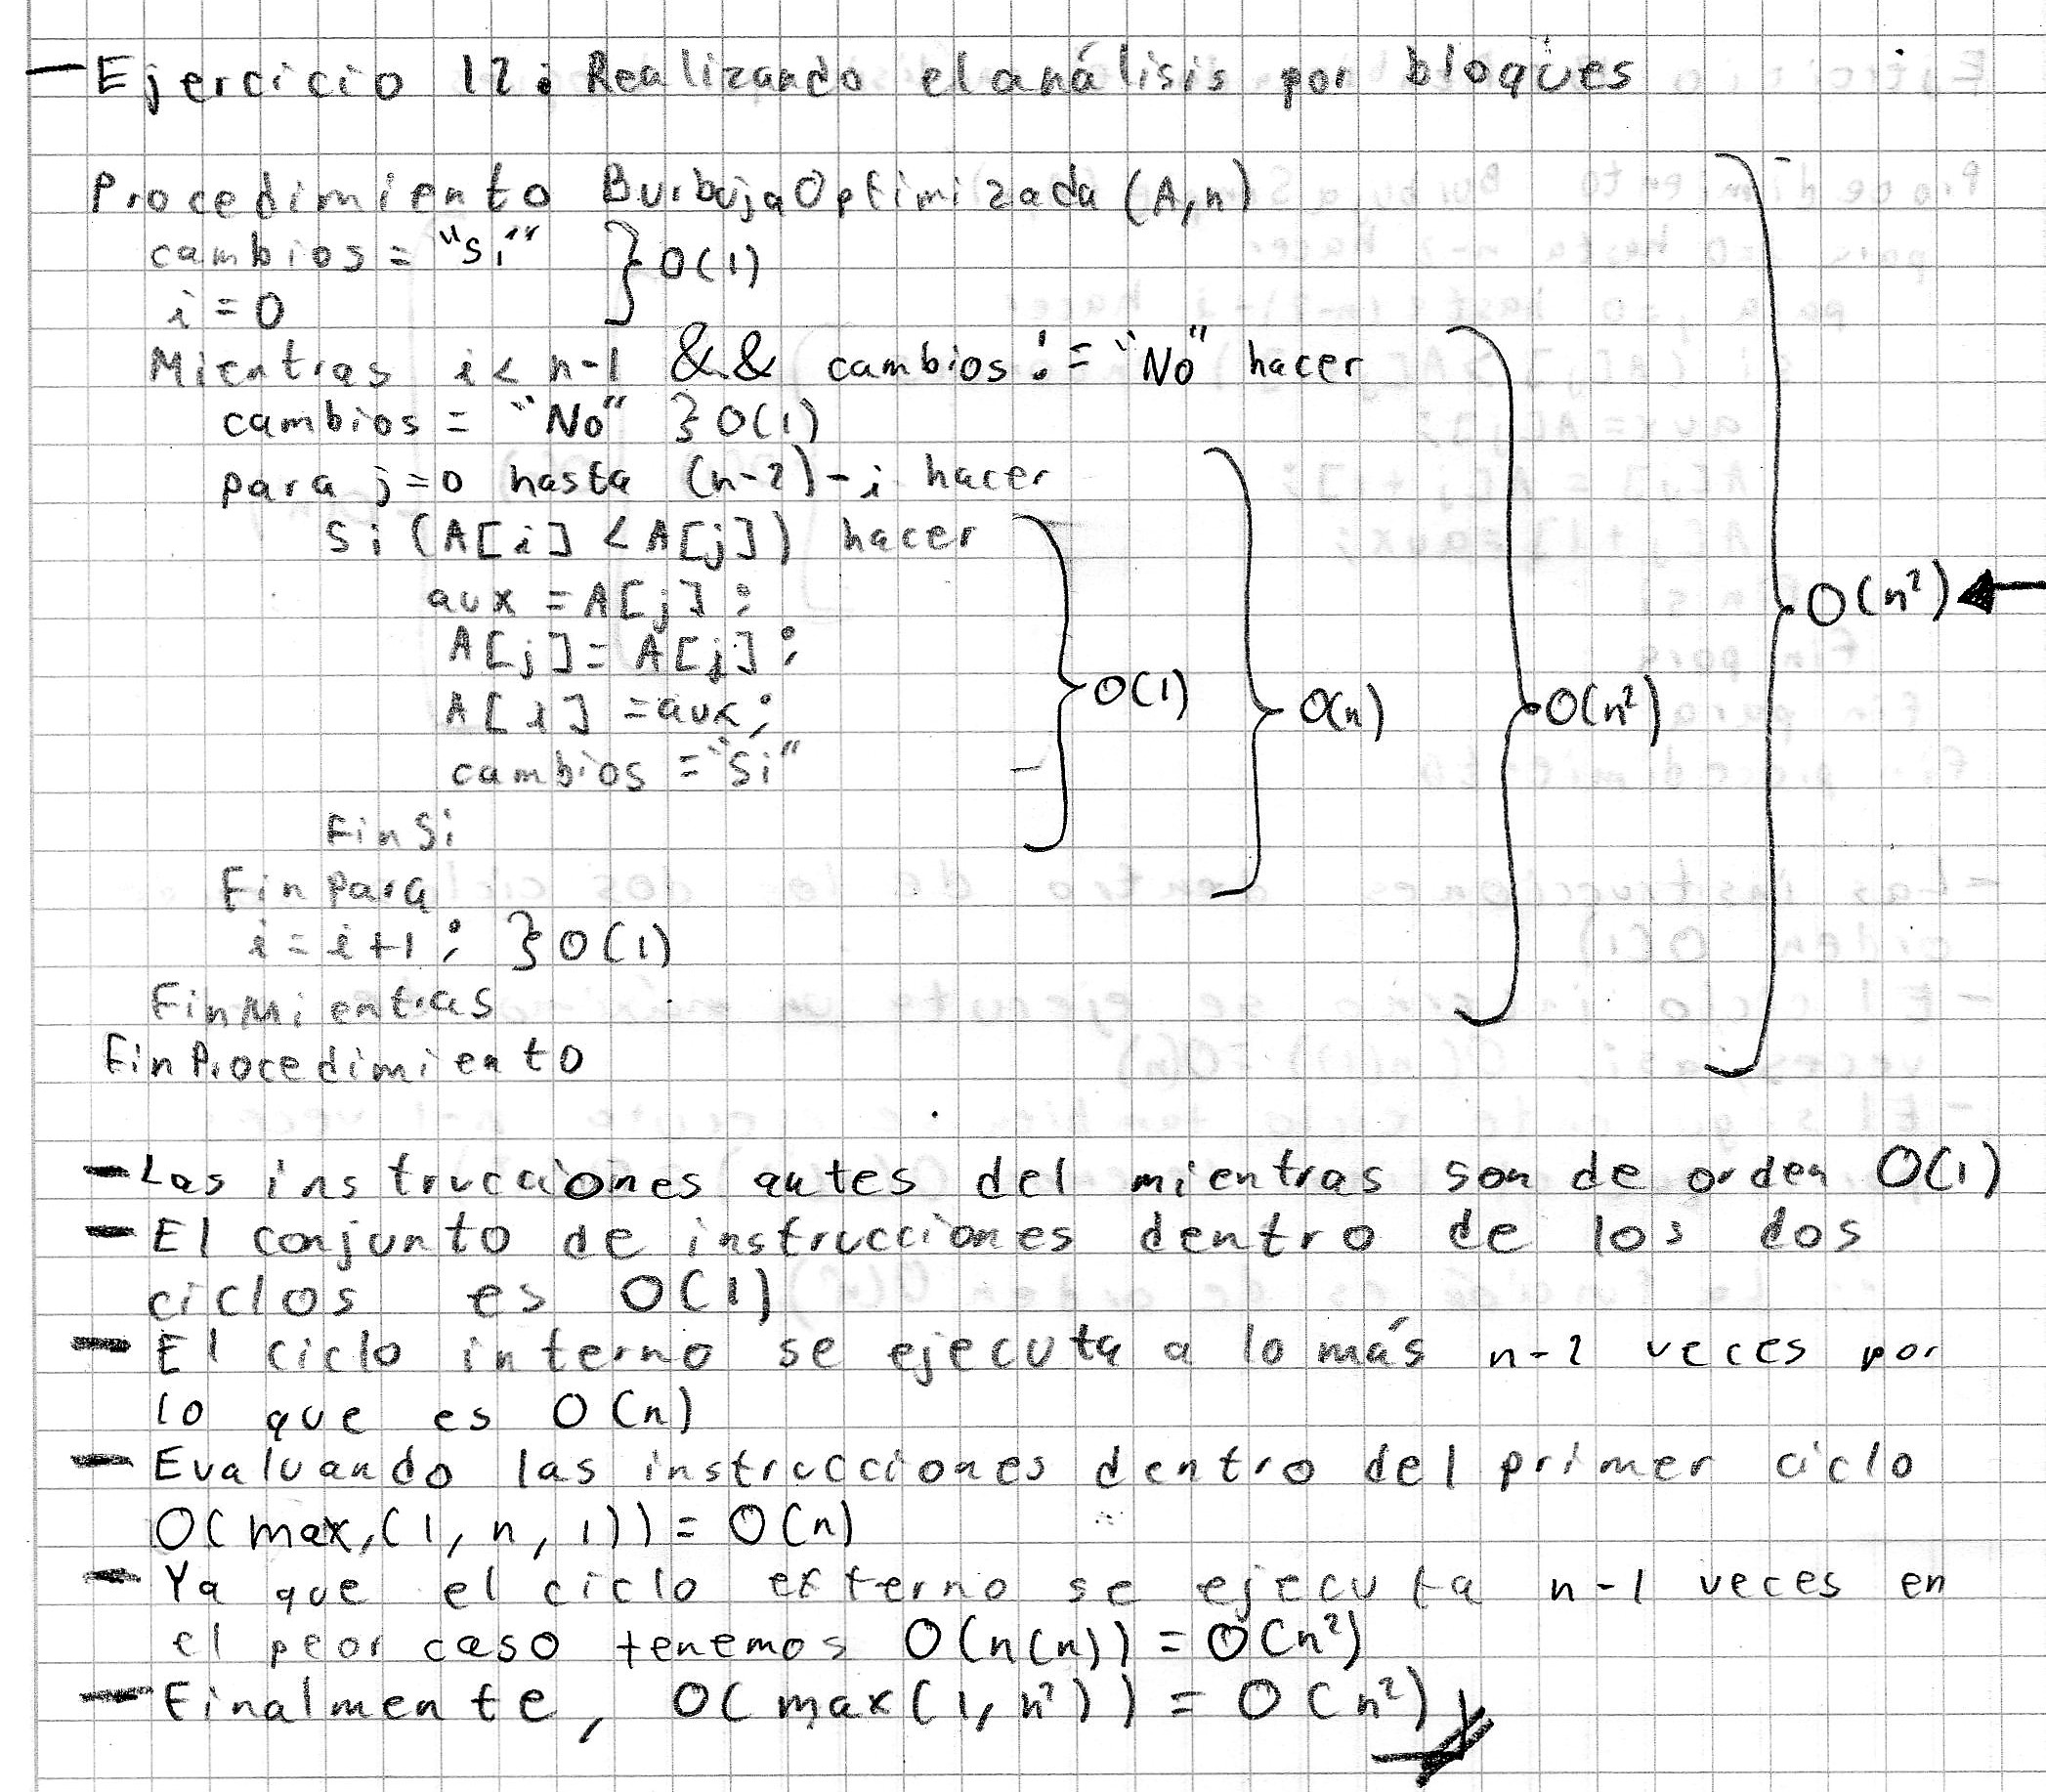 - Ejercicio 12: Realizando el análisis por bloques
Procedimiento BurbujaOptimizada (A,n)
cambios = "Si" } O(1)
i = 0
Mientras i < n-1 && cambios != "No" hacer
cambios = "No" } O(1)
para j=0 hasta (n-2)-i hacer
Si (A[i] < A[j]) hacer
aux = A[j];
A[j] = A[j];
A[i] = aux;
cambios = "Si"
O(1) O(n) O(n²) O(n²)
FinSi
Fin Para
i = i+1; } O(1)
FinMientras
Fin Procedimiento
- Las instrucciones antes del mientras son de orden O(1)
- El conjunto de instrucciones dentro de los dos
ciclos es O(1)
- El ciclo interno se ejecuta a lo más n-2 veces por
lo que es O(n)
- Evaluando las instrucciones dentro del primer ciclo
O(max(1, n, 1)) = O(n)
- Ya que el ciclo externo se ejecuta n-1 veces en
el peor caso tenemos O(n(n)) = O(n²)
- Finalmente, O(max(1, n²)) = O(n²)